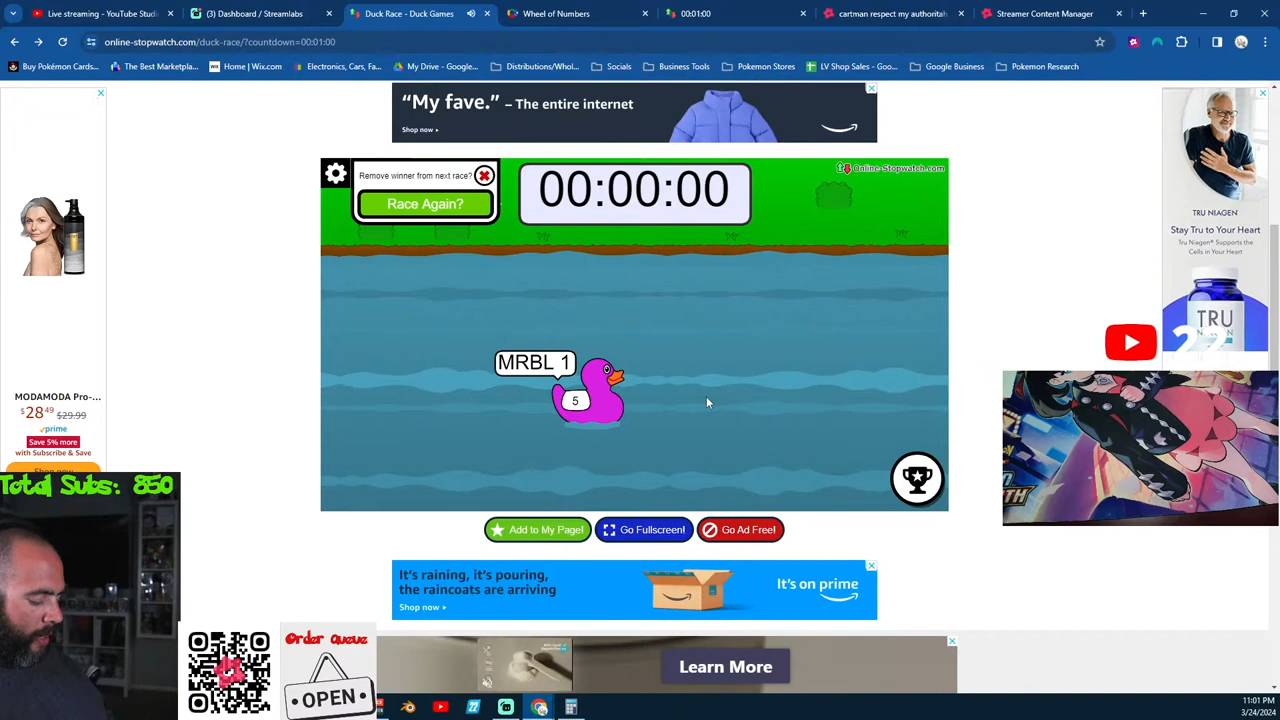 Live streaming - YouTube Studio
(3) Dashboard / Streamlabs
Duck Race - Duck Games
Wheel of Numbers
00:01:00
cartman respect my authoritah
Streamer Content Manager
online-stopwatch.com/duck-race/?countdown=00:01:00
Buy Pokémon Cards...
The Best Marketpla...
Home | Wix.com
Electronics, Cars, Fa...
My Drive - Google...
Distributions/Whol...
Socials
Business Tools
Pokemon Stores
LV Shop Sales - Goo...
Google Business
Pokemon Research
“My fave.” – The entire internet
Shop now ▸
Remove winner from next race?
Race Again?
00:00:00
Online-Stopwatch.com
MRBL 1
5
Add to My Page!
Go Fullscreen!
Go Ad Free!
It's raining, it's pouring,
the raincoats are arriving
Shop now ▸
It's on prime
Learn More
MODAMODA Pro-...
$28⁴⁹ $29.99
prime
Save 5% more
with Subscribe & Save
Total Subs: 850
Order Queue
• OPEN •
TRU NIAGEN
Stay Tru to Your Heart
Tru Niagen® Supports the
Cells in Your Heart
TRU
NIAGEN
22
11:01 PM
3/24/2024